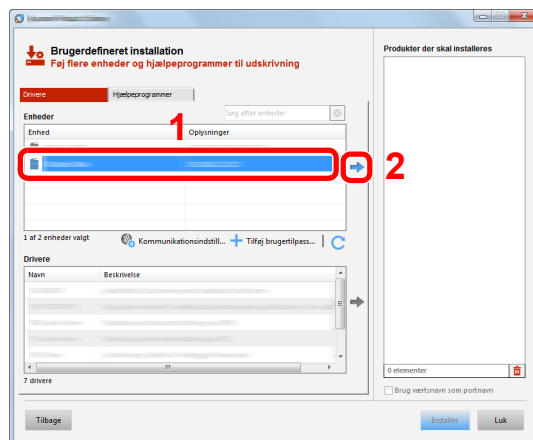 Brugerdefineret installation
Føj flere enheder og hjælpeprogrammer til udskrivning
Produkter der skal installeres
Drivere
Hjælpeprogrammer
Enheder
Søg efter enheder
1
Enhed
Oplysninger
2
1 af 2 enheder valgt
Kommunikationsindstill...
Tilføj brugertilpass...
Drivere
Navn
Beskrivelse
0 elementer
7 drivere
Brug værtsnavn som portnavn
Tilbage
Installer
Luk